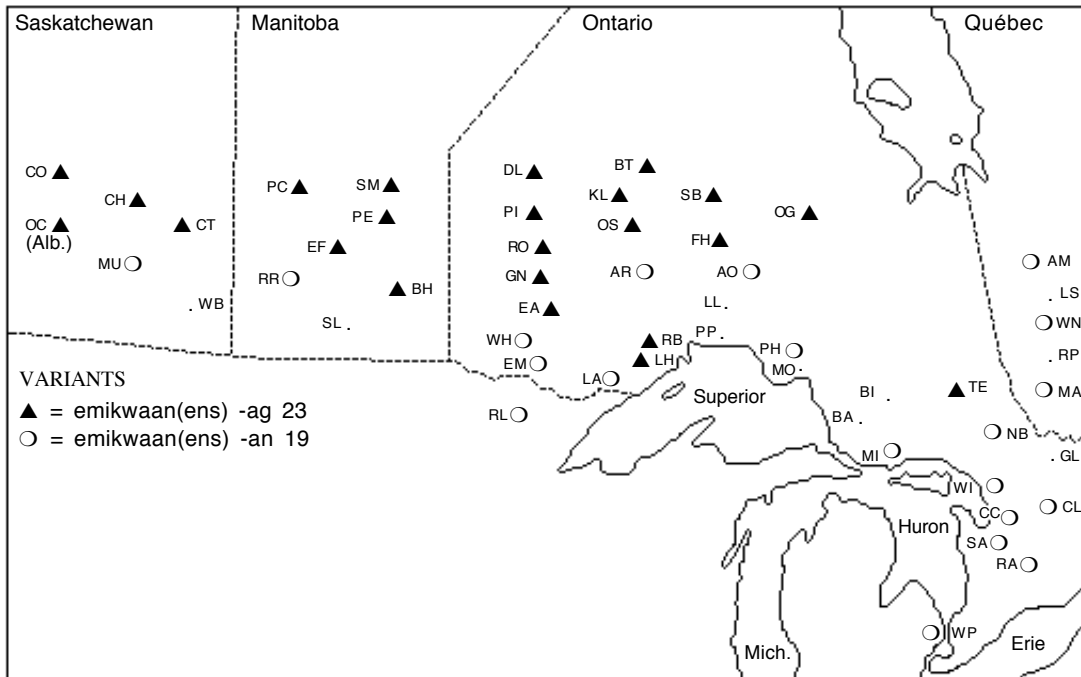 Saskatchewan Manitoba Ontario Québec
CO
CH
OC
(Alb.)
CT
MU
WB
PC
SM
PE
EF
RR
BH
SL
DL
BT
KL
SB
PI
OS
OG
RO
FH
GN
AR
AO
EA
LL
WH
RB
PP
PH
EM
LH
MO
LA
RL
AM
LS
WN
RP
MA
TE
BI
BA
NB
MI
GL
WI
CL
CC
SA
RA
WP
Superior
Huron
Mich.
Erie
VARIANTS
▲ = emikwaan(ens) -ag 23
❍ = emikwaan(ens) -an 19